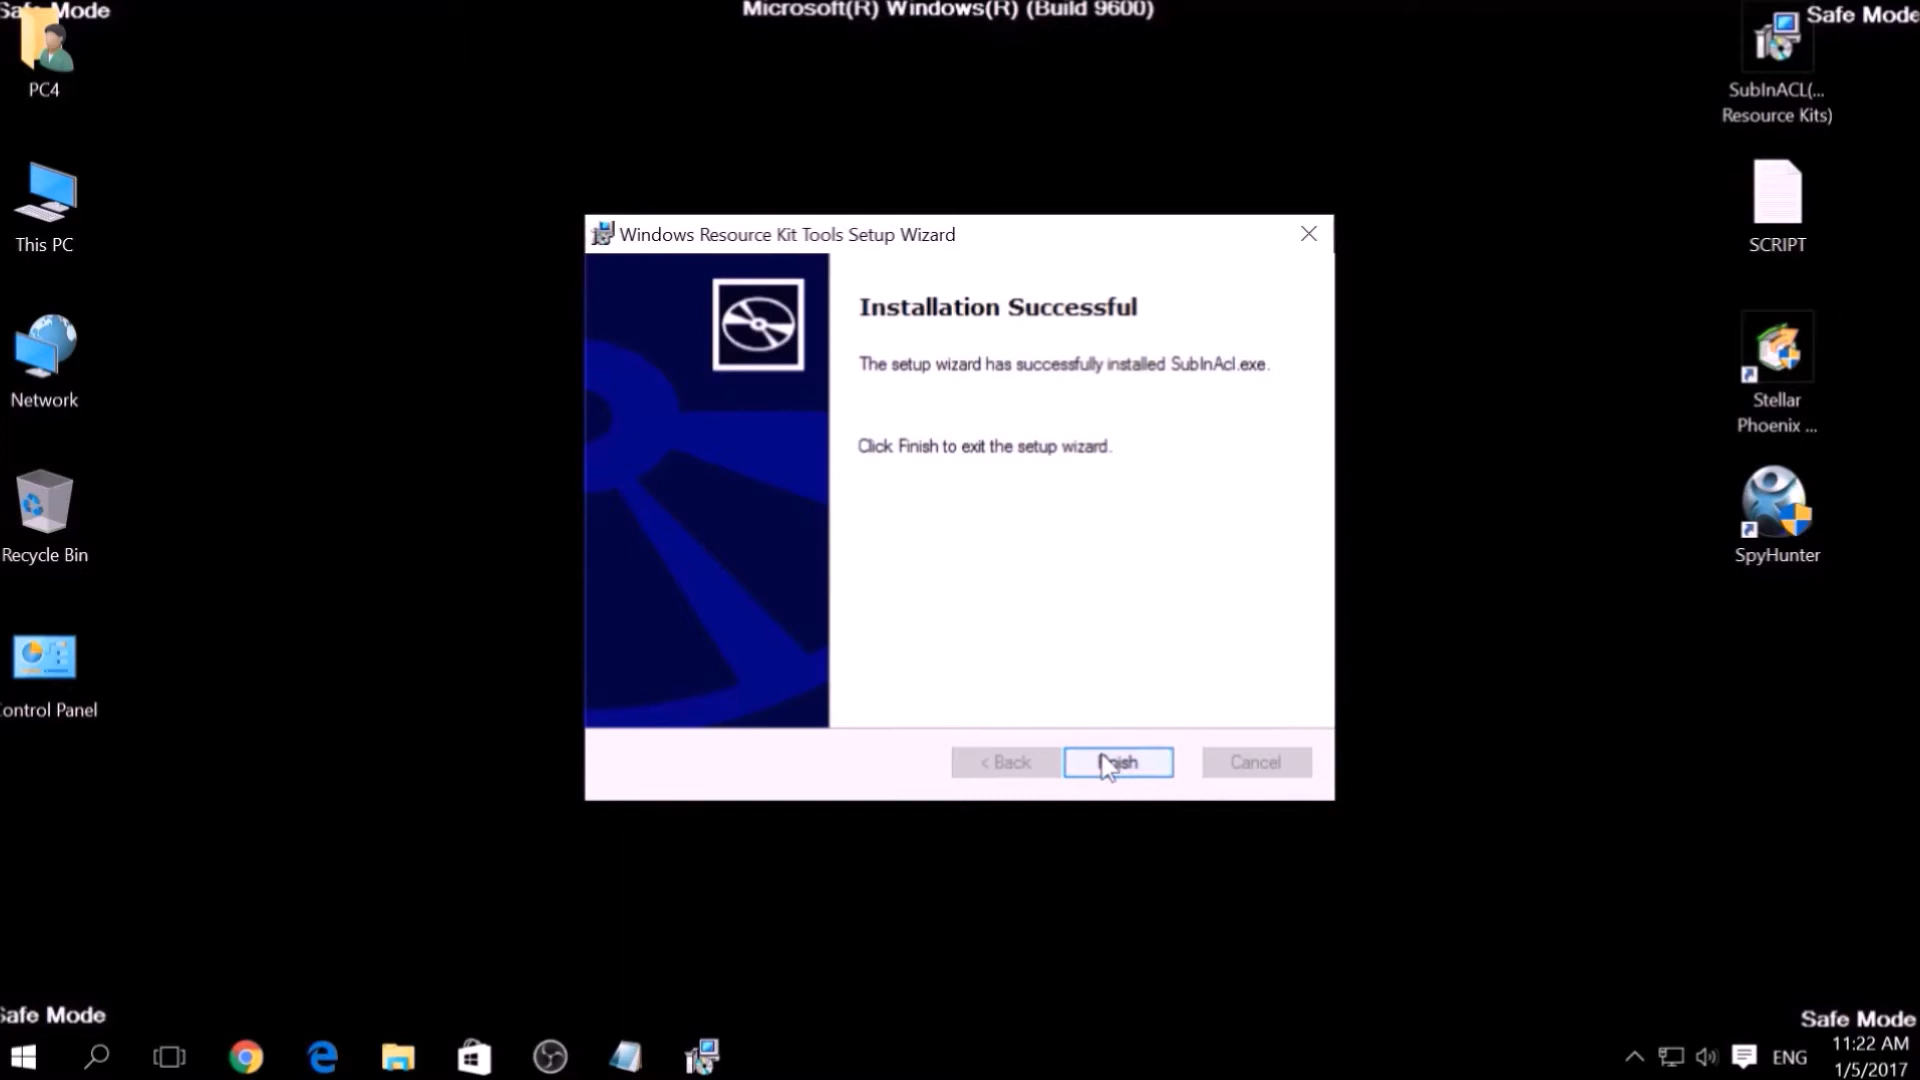 Safe Mode
Microsoft(R) Windows(R) (Build 9600)
Safe Mode
PC4
This PC
Network
Recycle Bin
ontrol Panel
SubInACL(...
Resource Kits)
SCRIPT
Stellar
Phoenix ...
SpyHunter
Windows Resource Kit Tools Setup Wizard
Installation Successful
The setup wizard has successfully installed SubInAcl.exe.
Click Finish to exit the setup wizard.
< Back
Cancel
Safe Mode
Safe Mode
ENG
11:22 AM
1/5/2017